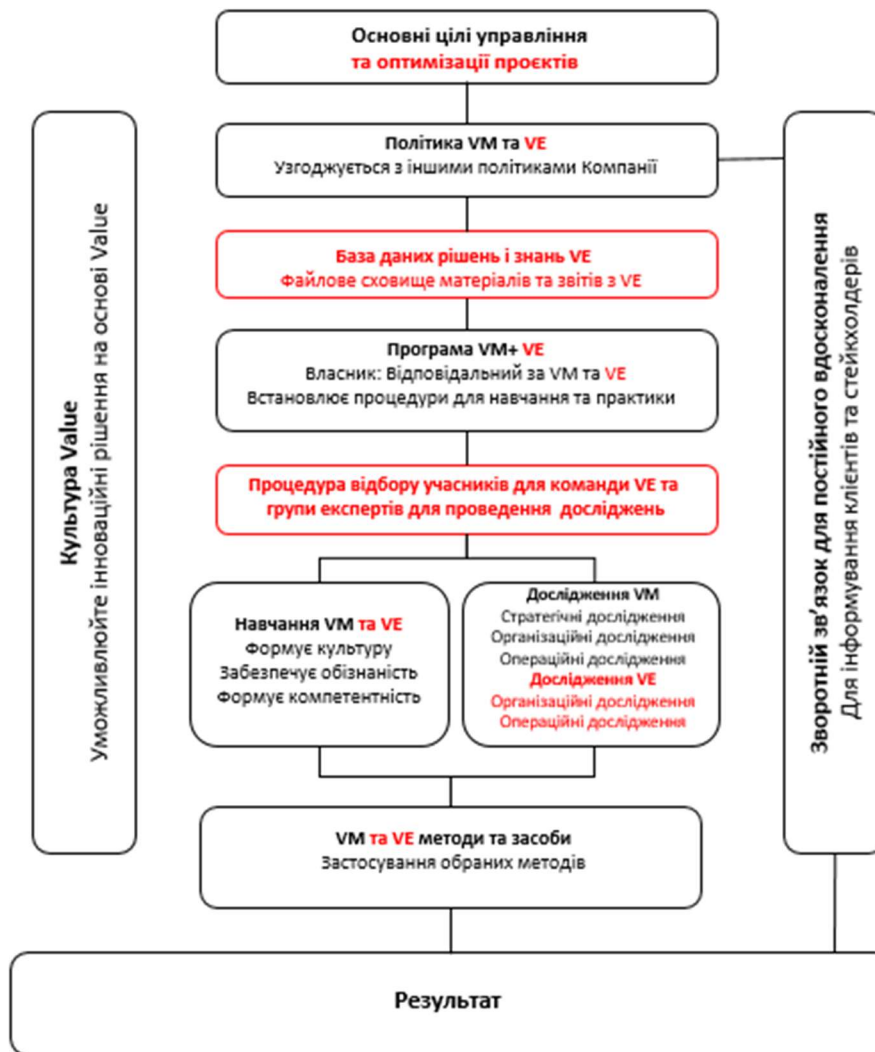 Основні цілі управління
та оптимізації проєктів
Політика VM та VE
Узгоджується з іншими політиками Компанії
База даних рішень і знань VE
Файлове сховище матеріалів та звітів з VE
Програма VM+ VE
Власник: Відповідальний за VM та VE
Встановлює процедури для навчання та практики
Процедура відбору учасників для команди VE та
групи експертів для проведення досліджень
Навчання VM та VE
Формує культуру
Забезпечує обізнаність
Формує компетентність
Дослідження VM
Стратегічні дослідження
Організаційні дослідження
Операційні дослідження
Дослідження VE
Організаційні дослідження
Операційні дослідження
VM та VE методи та засоби
Застосування обраних методів
Культура Value
Уможливлюйте інноваційні рішення на основі Value
Зворотній зв’язок для постійного вдосконалення
Для інформування клієнтів та стейкхолдерів
Результат